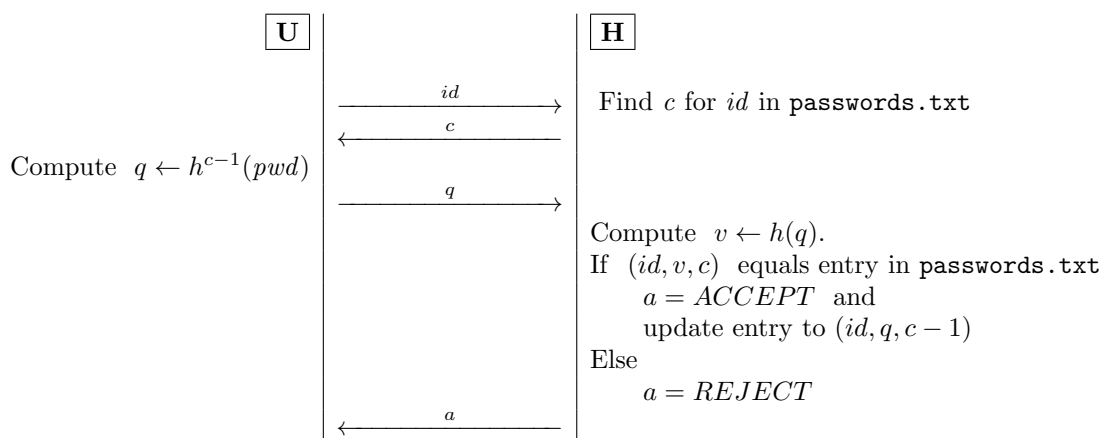 U H
id
Find c for id in passwords.txt
c
Compute q ← h^{c−1}(pwd)
q
Compute v ← h(q).
If (id, v, c) equals entry in passwords.txt
a = ACCEPT and
update entry to (id, q, c − 1)
Else
a = REJECT
a